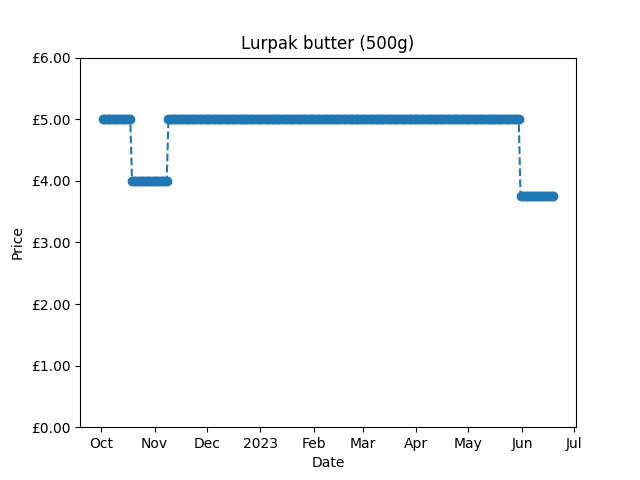 Lurpak butter (500g)
£6.00
£5.00
£4.00
£3.00
£2.00
£1.00
£0.00
Price
Oct Nov Dec 2023 Feb Mar Apr May Jun Jul
Date